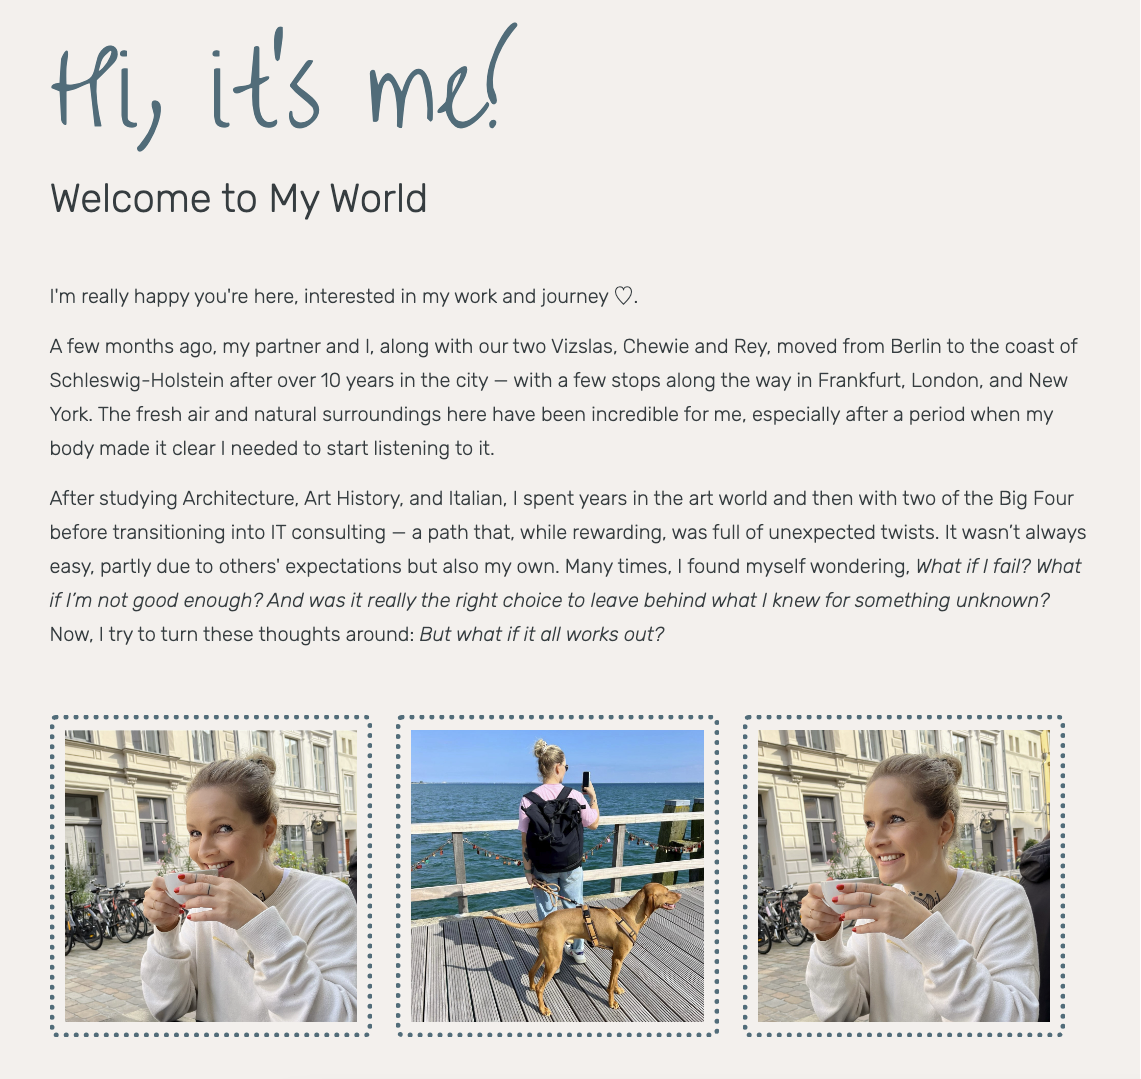 Hi, it's me!
Welcome to My World
I'm really happy you're here, interested in my work and journey ♡.
A few months ago, my partner and I, along with our two Vizslas, Chewie and Rey, moved from Berlin to the coast of
Schleswig-Holstein after over 10 years in the city – with a few stops along the way in Frankfurt, London, and New
York. The fresh air and natural surroundings here have been incredible for me, especially after a period when my
body made it clear I needed to start listening to it.
After studying Architecture, Art History, and Italian, I spent years in the art world and then with two of the Big Four
before transitioning into IT consulting – a path that, while rewarding, was full of unexpected twists. It wasn’t always
easy, partly due to others' expectations but also my own. Many times, I found myself wondering, What if I fail? What
if I’m not good enough? And was it really the right choice to leave behind what I knew for something unknown?
Now, I try to turn these thoughts around: But what if it all works out?